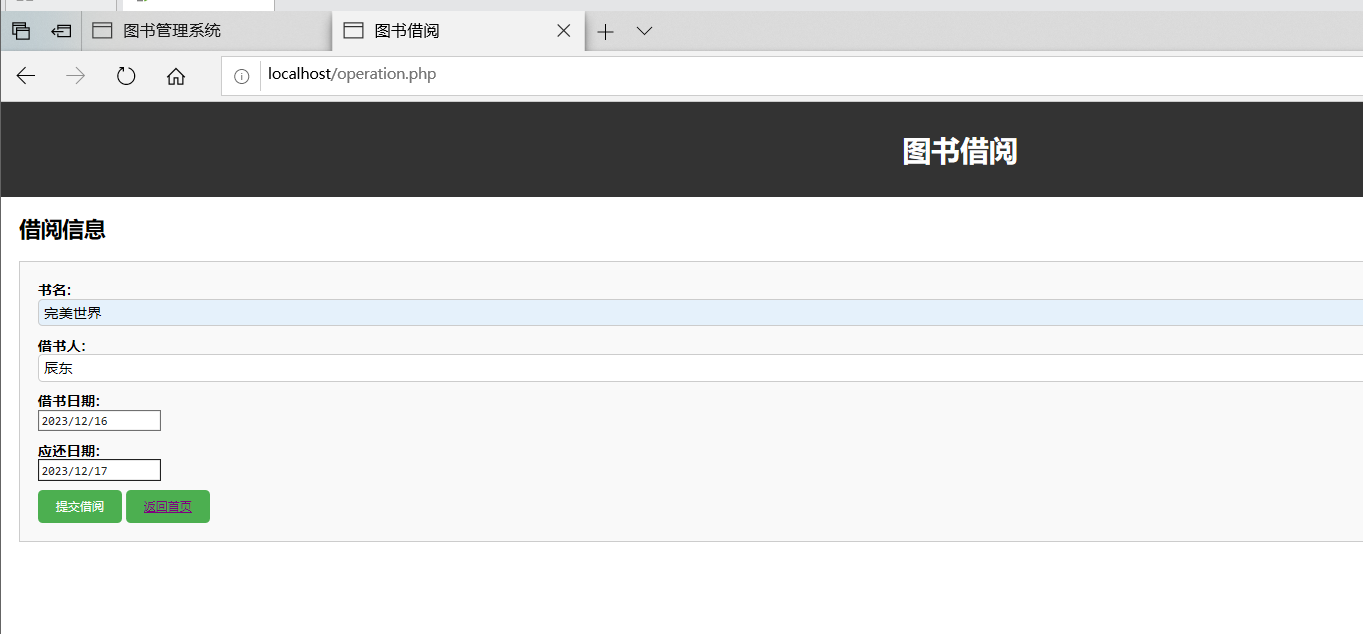 图书管理系统
图书借阅
localhost/operation.php
图书借阅
借阅信息
书名:
完美世界
借书人:
辰东
借书日期:
2023/12/16
应还日期:
2023/12/17
提交借阅
返回首页